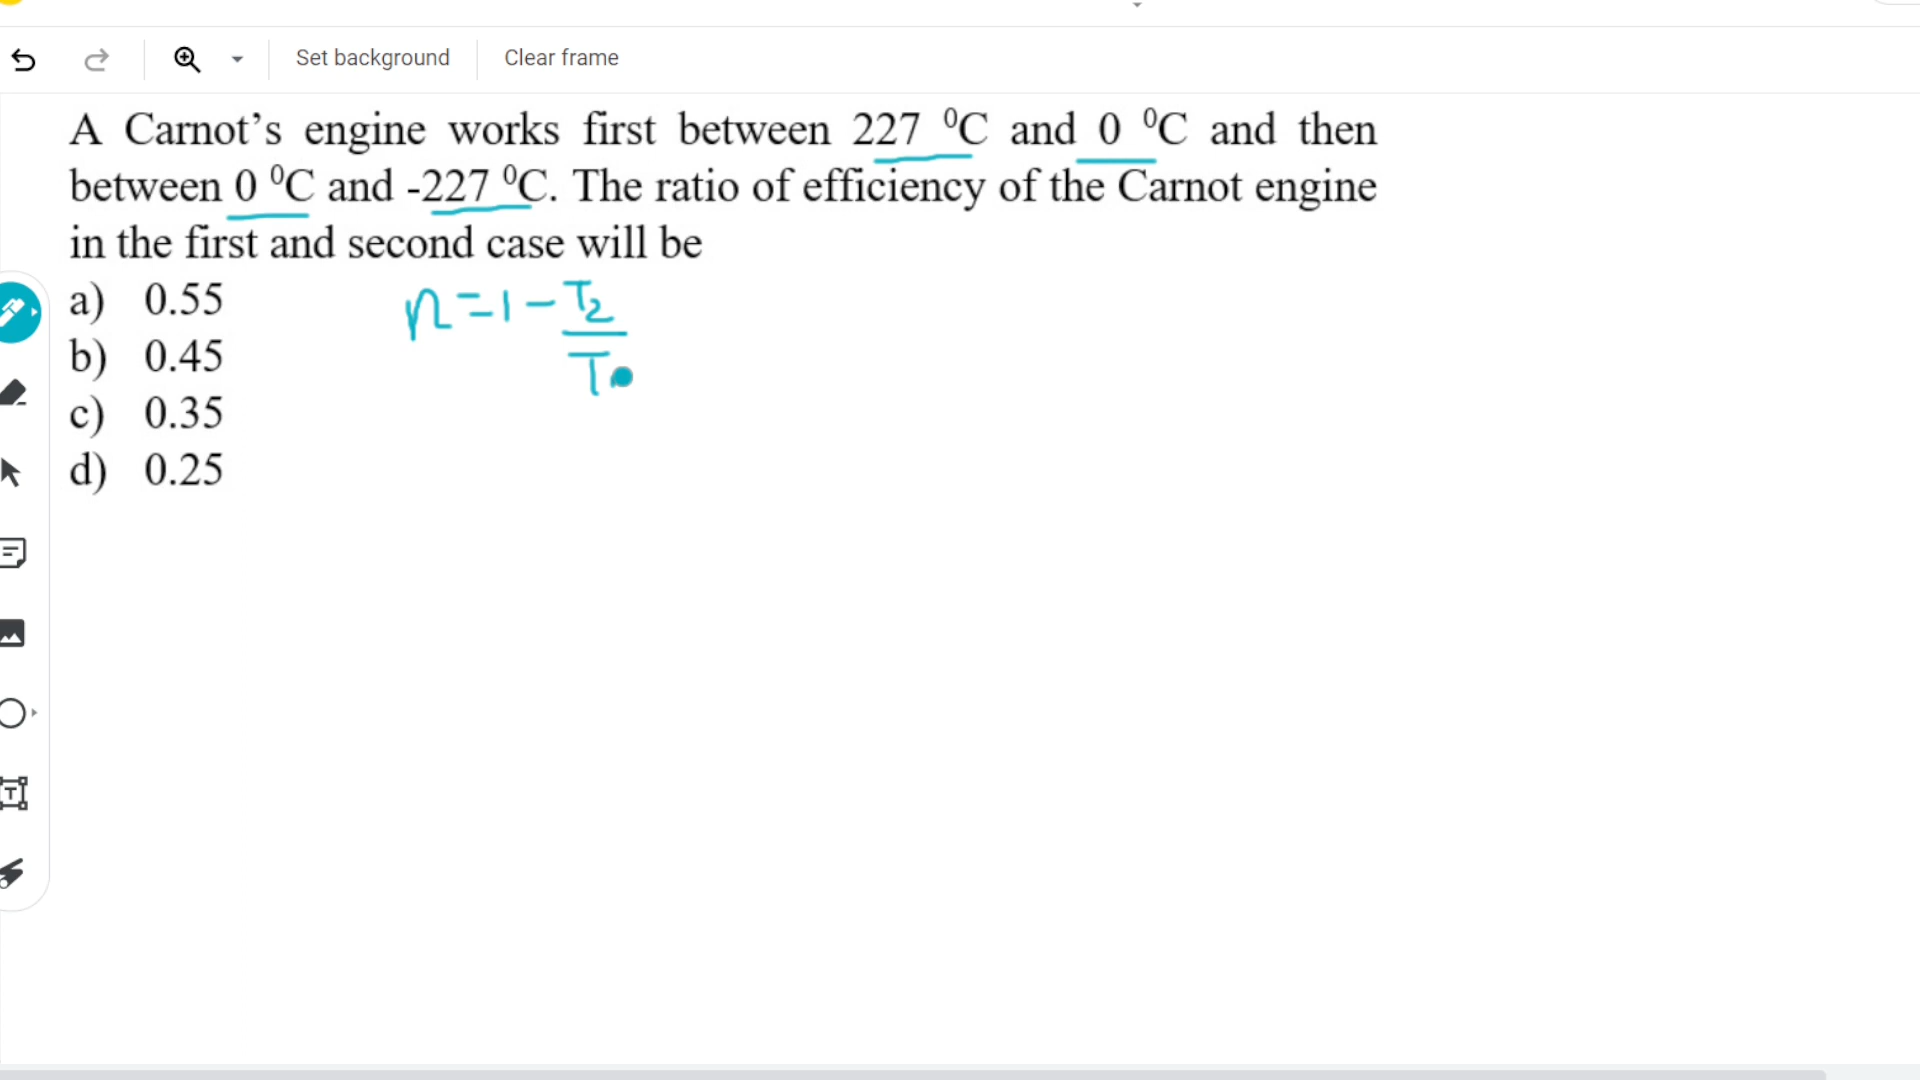 Set background
Clear frame
A Carnot’s engine works first between 227 ⁰C and 0 ⁰C and then
between 0 ⁰C and -227 ⁰C. The ratio of efficiency of the Carnot engine
in the first and second case will be
a) 0.55
b) 0.45
c) 0.35
d) 0.25
η = 1 - T₂
T